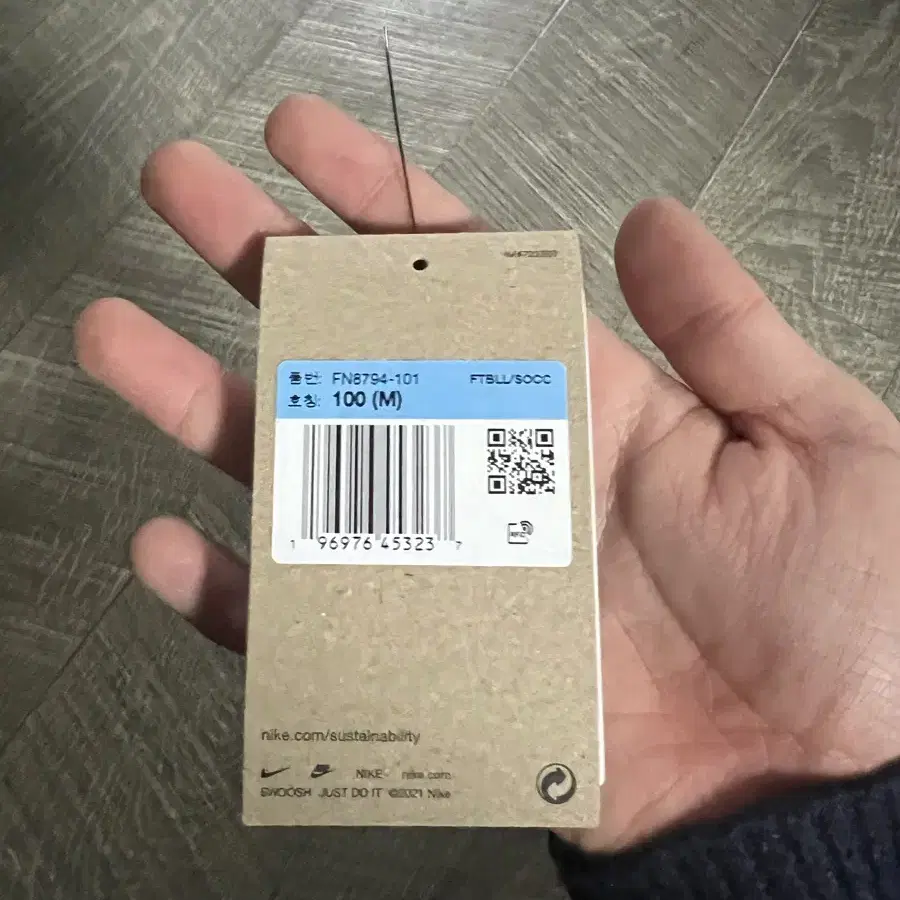 품번: FN8794-101
FTBLL/SOCC
호칭: 100 (M)
1 96976 45323 7
RFID
nike.com/sustainability
NIKE nike.com
SWOOSH JUST DO IT ©2021 Nike